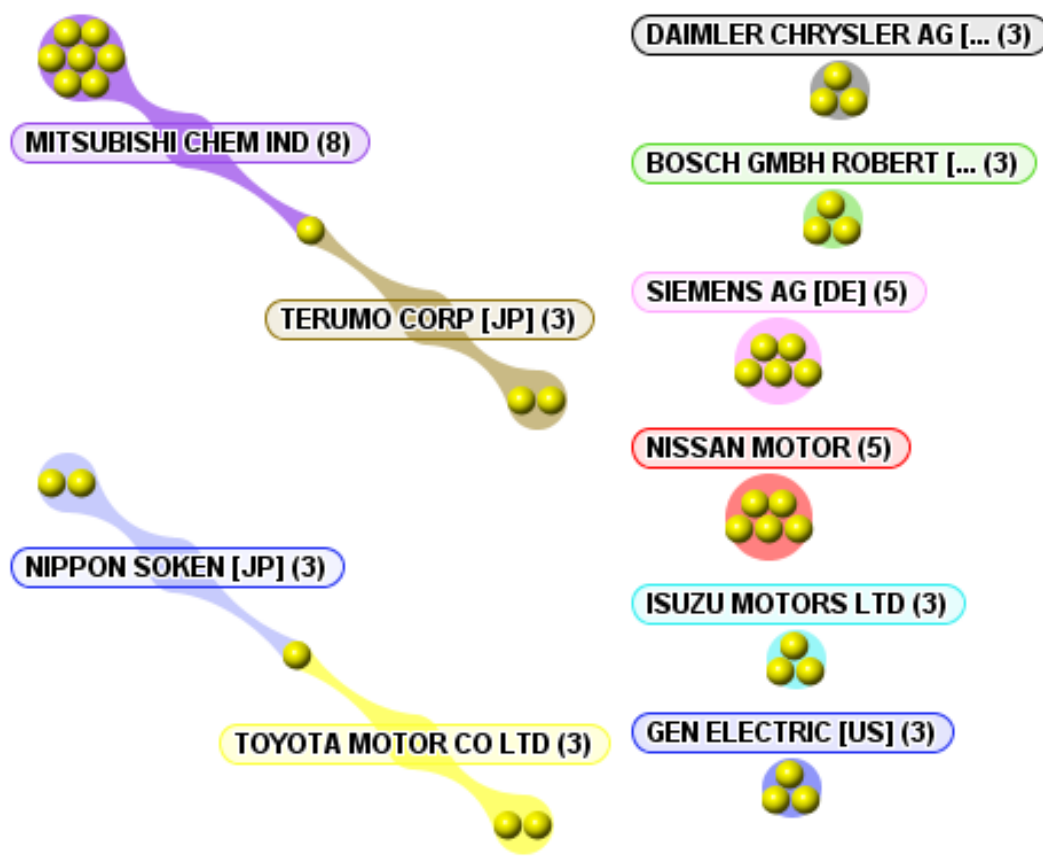 MITSUBISHI CHEM IND (8)
TERUMO CORP [JP] (3)
NIPPON SOKEN [JP] (3)
TOYOTA MOTOR CO LTD (3)
DAIMLER CHRYSLER AG [... (3)
BOSCH GMBH ROBERT [... (3)
SIEMENS AG [DE] (5)
NISSAN MOTOR (5)
ISUZU MOTORS LTD (3)
GEN ELECTRIC [US] (3)